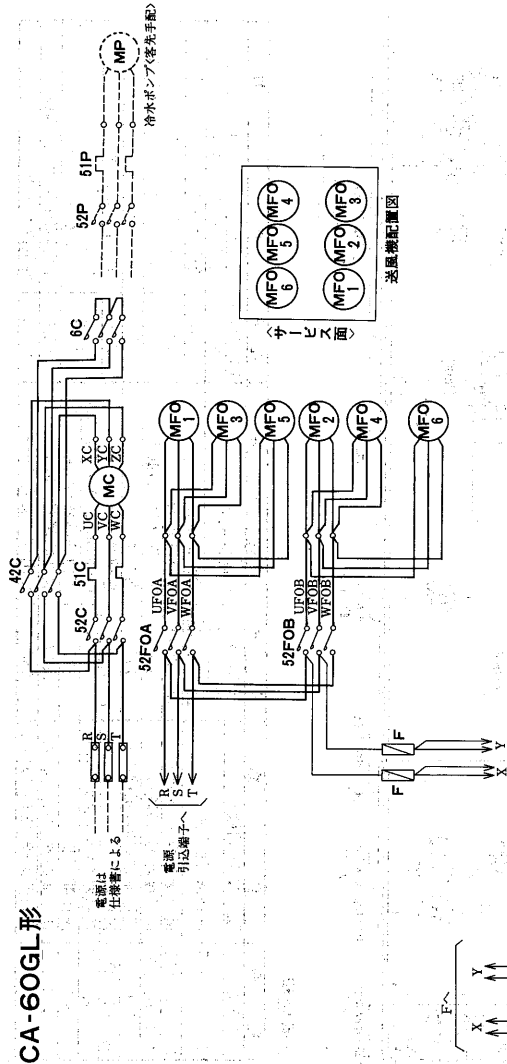 CA-60GL形
電源は
仕様書による
R
S
T
52C
42C
51C
UC
VC
WC
MC
XC
YC
ZC
6C
52P
51P
MP
冷水ポンプ<客先手配>
電源
引込端子へ
R
S
T
52FOA
UFOA
VFOA
WFOA
MFO
1
MFO
3
MFO
5
52FOB
UFOB
VFOB
WFOB
MFO
2
MFO
4
MFO
6
F
F
X
Y
<サービス面>
MFO
6
MFO
5
MFO
4
MFO
1
MFO
2
MFO
3
送風機配置図
Fへ
X
Y